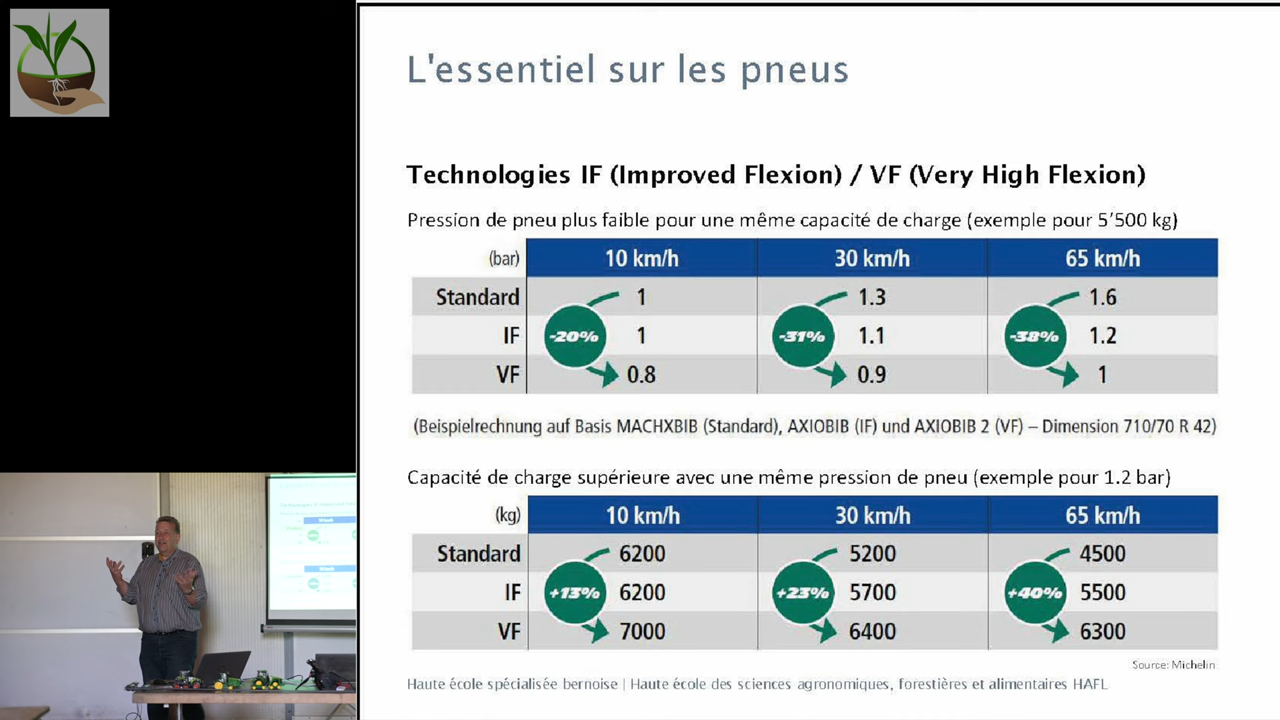 L'essentiel sur les pneus
Technologies IF (Improved Flexion) / VF (Very High Flexion)
Pression de pneu plus faible pour une même capacité de charge (exemple pour 5'500 kg)
(bar) 10 km/h 30 km/h 65 km/h
Standard 1 1.3 1.6
-20% -31% -38%
IF 1 1.1 1.2
VF 0.8 0.9 1
(Beispielrechnung auf Basis MACHXBIB (Standard), AXIOBIB (IF) und AXIOBIB 2 (VF) – Dimension 710/70 R 42)
Capacité de charge supérieure avec une même pression de pneu (exemple pour 1.2 bar)
(kg) 10 km/h 30 km/h 65 km/h
Standard 6200 5200 4500
+13% +23% +40%
IF 6200 5700 5500
VF 7000 6400 6300
Source: Michelin
Haute école spécialisée bernoise | Haute école des sciences agronomiques, forestières et alimentaires HAFL